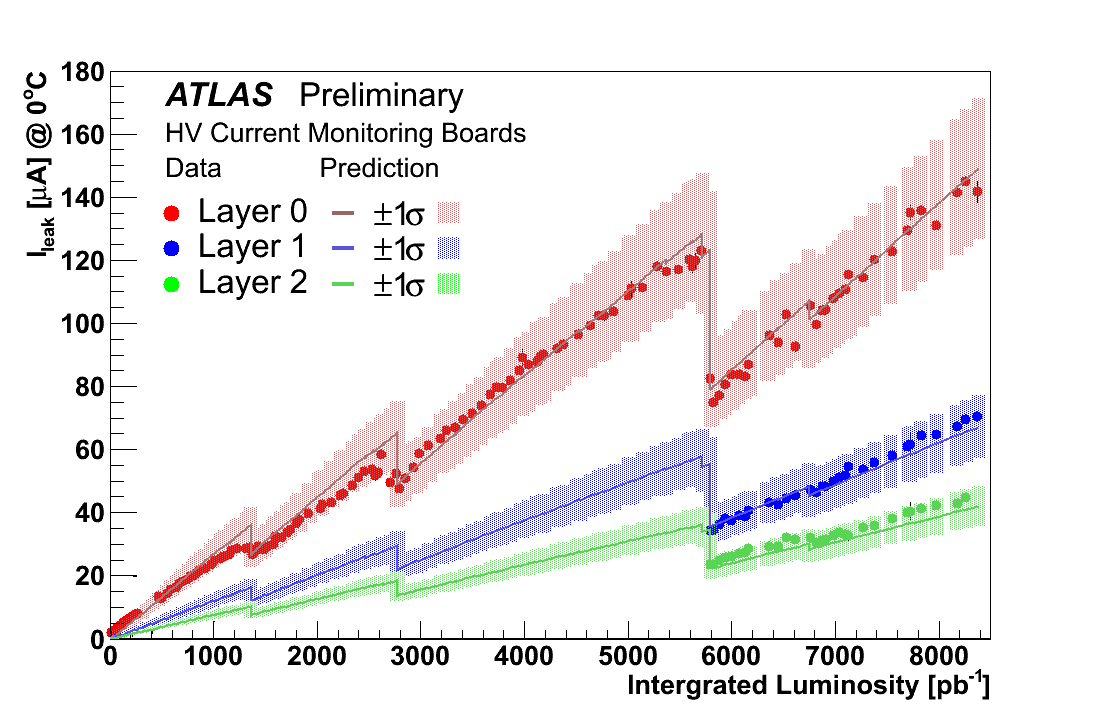 ATLAS Preliminary
HV Current Monitoring Boards
Data Prediction
Layer 0 ±1σ
Layer 1 ±1σ
Layer 2 ±1σ
I_leak [μA] @ 0°C
180
160
140
120
100
80
60
40
20
0
0 1000 2000 3000 4000 5000 6000 7000 8000
Intergrated Luminosity [pb⁻¹]